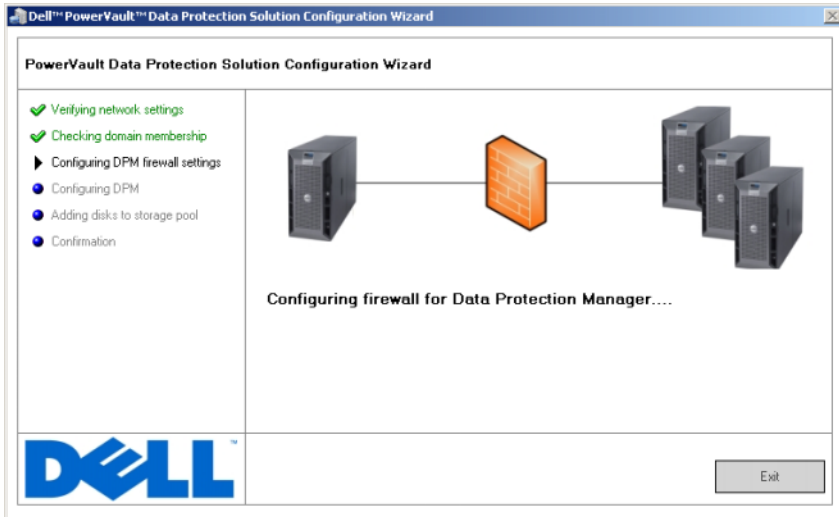 Dell™ PowerVault™ Data Protection Solution Configuration Wizard
PowerVault Data Protection Solution Configuration Wizard
Verifying network settings
Checking domain membership
Configuring DPM firewall settings
Configuring DPM
Adding disks to storage pool
Confirmation
Configuring firewall for Data Protection Manager....
DELL™
Exit